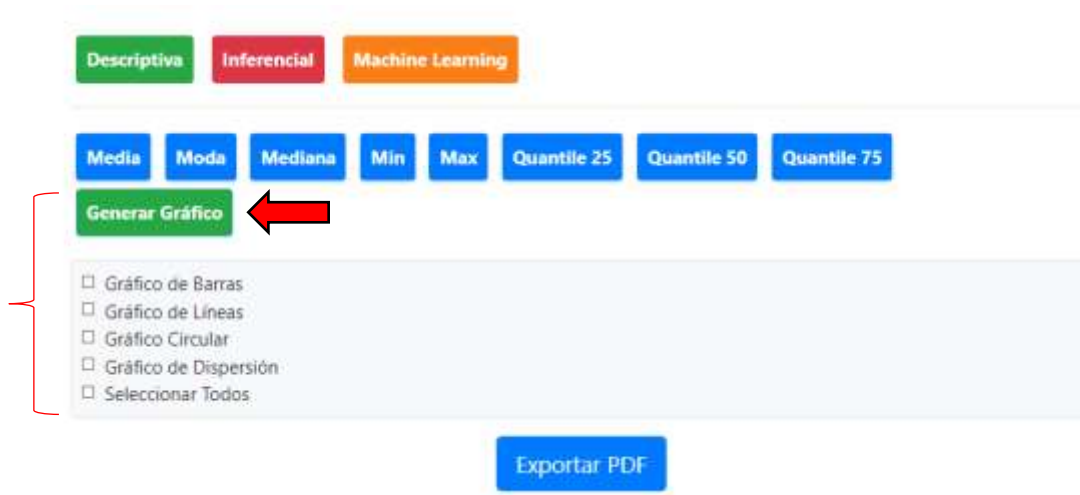 Descriptiva Inferencial Machine Learning
Media Moda Mediana Min Max Quantile 25 Quantile 50 Quantile 75
Generar Gráfico
Gráfico de Barras
Gráfico de Líneas
Gráfico Circular
Gráfico de Dispersión
Seleccionar Todos
Exportar PDF